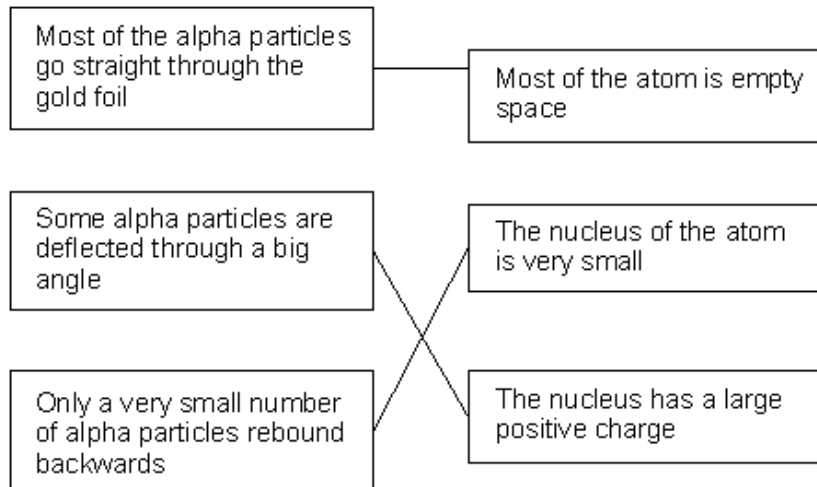 Most of the alpha particles
go straight through the
gold foil
Most of the atom is empty
space
Some alpha particles are
deflected through a big
angle
The nucleus of the atom
is very small
Only a very small number
of alpha particles rebound
backwards
The nucleus has a large
positive charge